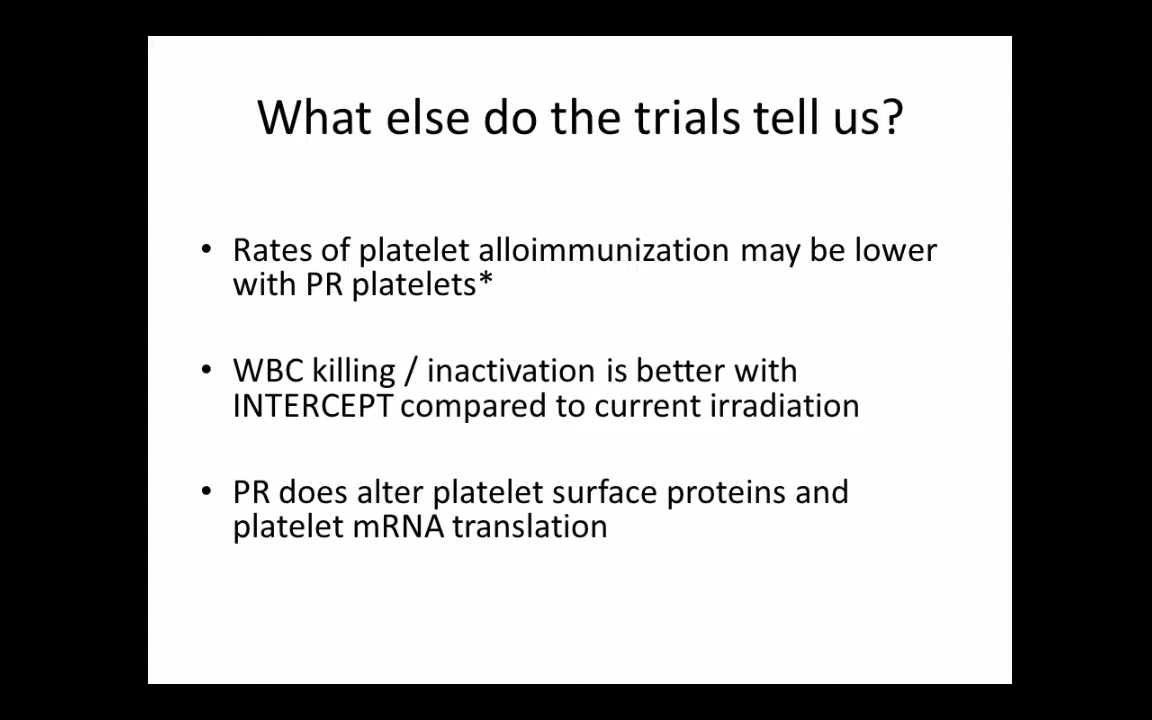 What else do the trials tell us?
• Rates of platelet alloimmunization may be lower
with PR platelets*
• WBC killing / inactivation is better with
INTERCEPT compared to current irradiation
• PR does alter platelet surface proteins and
platelet mRNA translation